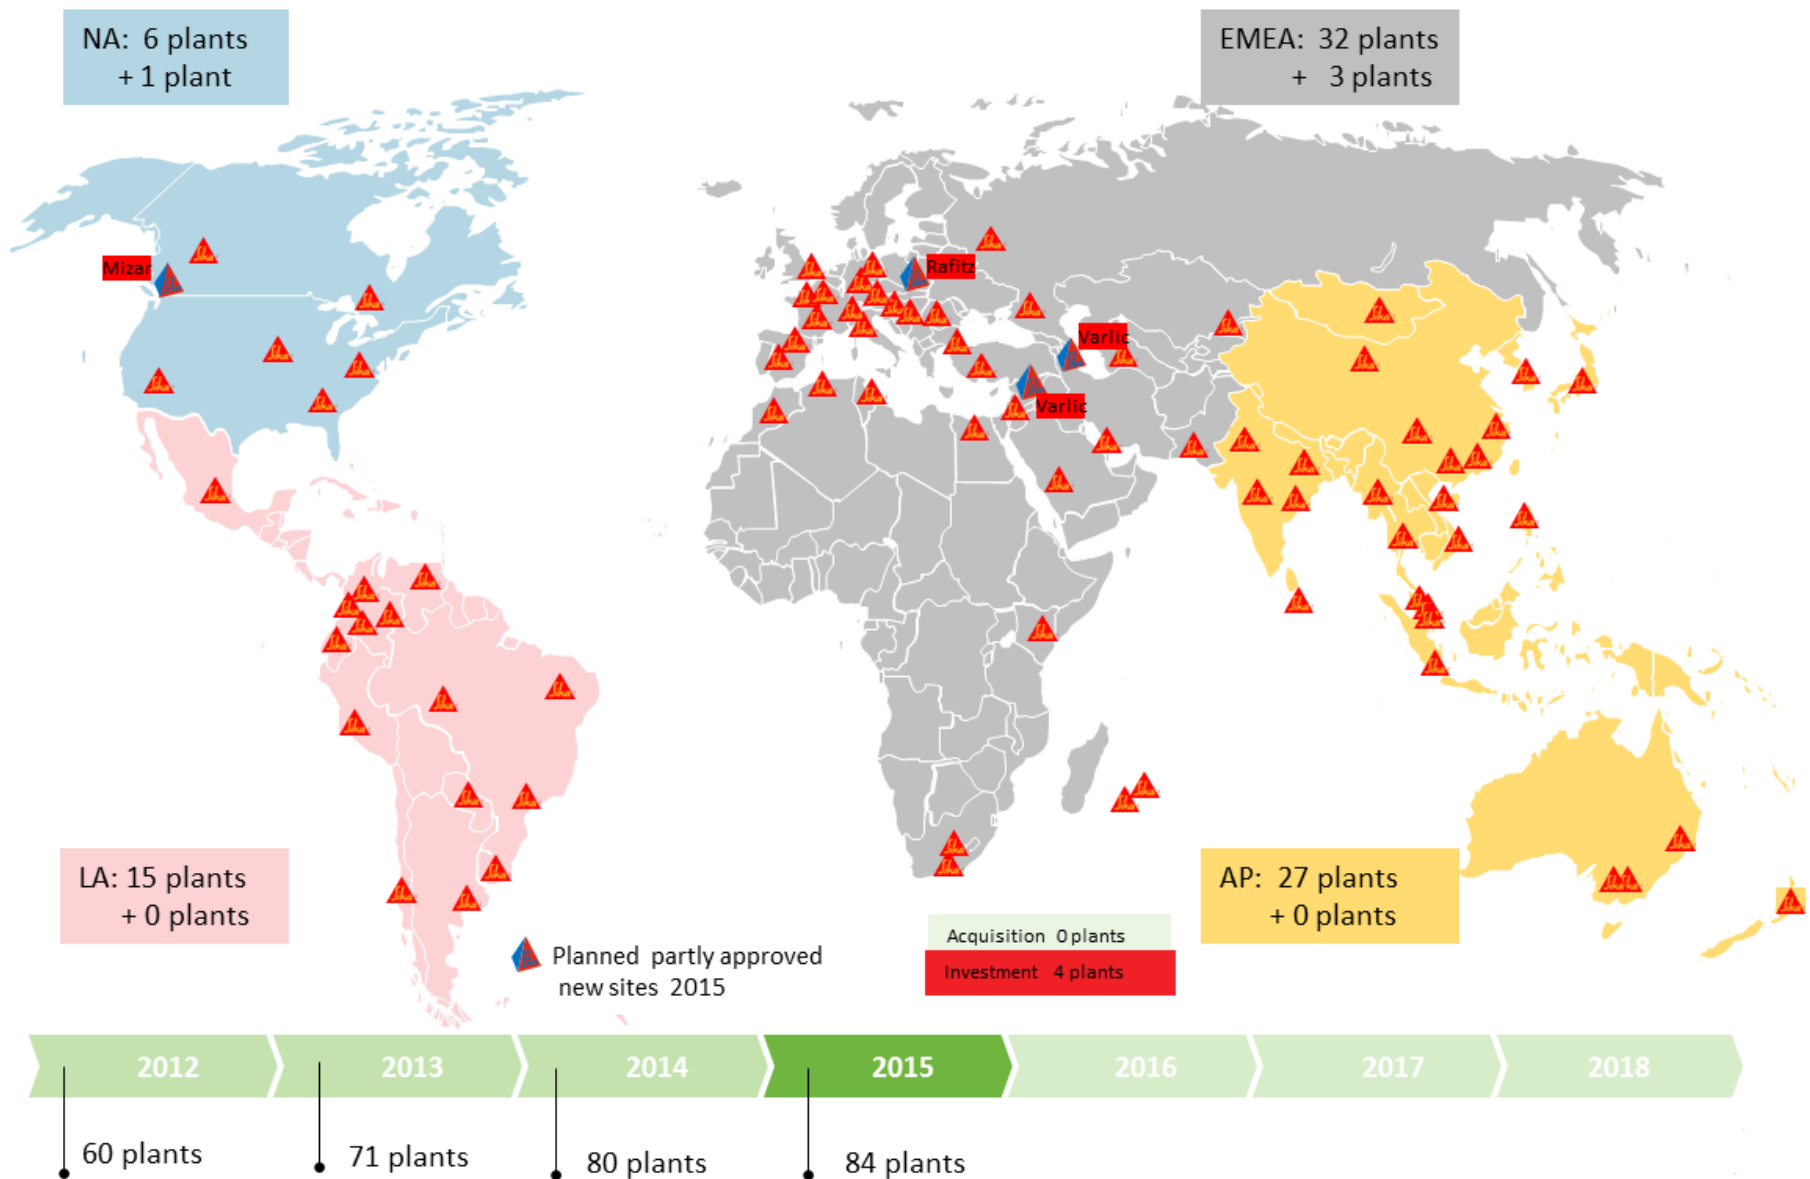 NA: 6 plants
+ 1 plant
EMEA: 32 plants
+ 3 plants
Mizar
Rafitz
Varlic
Varlic
LA: 15 plants
+ 0 plants
AP: 27 plants
+ 0 plants
Planned partly approved
new sites 2015
Acquisition 0 plants
Investment 4 plants
2012
2013
2014
2015
2016
2017
2018
60 plants
71 plants
80 plants
84 plants